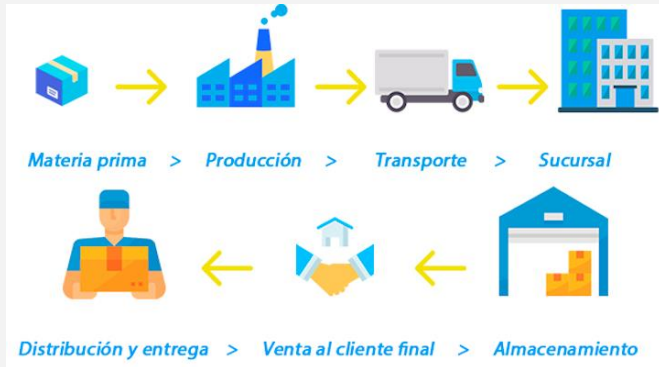 Materia prima > Producción > Transporte > Sucursal
Distribución y entrega > Venta al cliente final > Almacenamiento